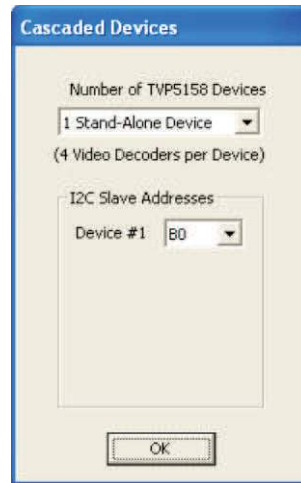 Cascaded Devices
Number of TVP5158 Devices
1 Stand-Alone Device
(4 Video Decoders per Device)
I2C Slave Addresses
Device #1 B0
OK